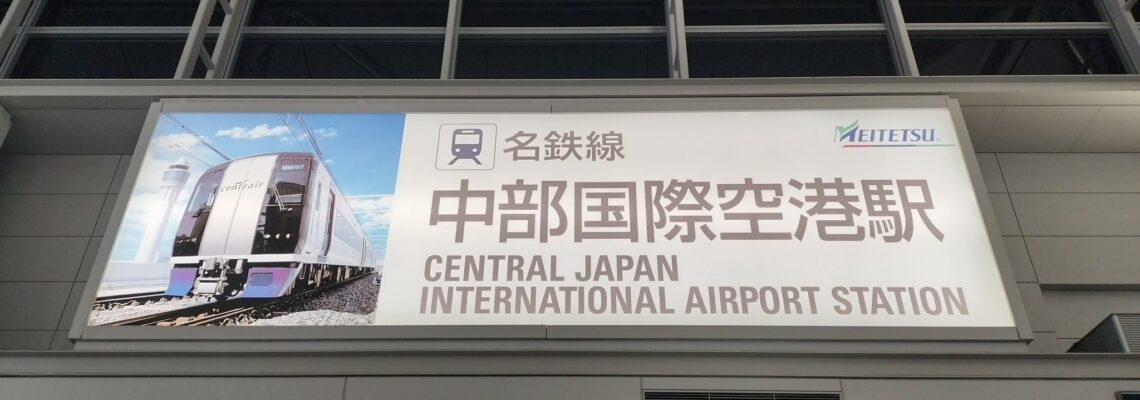 名鉄線
MEITETSU
中部国際空港駅
CENTRAL JAPAN
INTERNATIONAL AIRPORT STATION
centrair